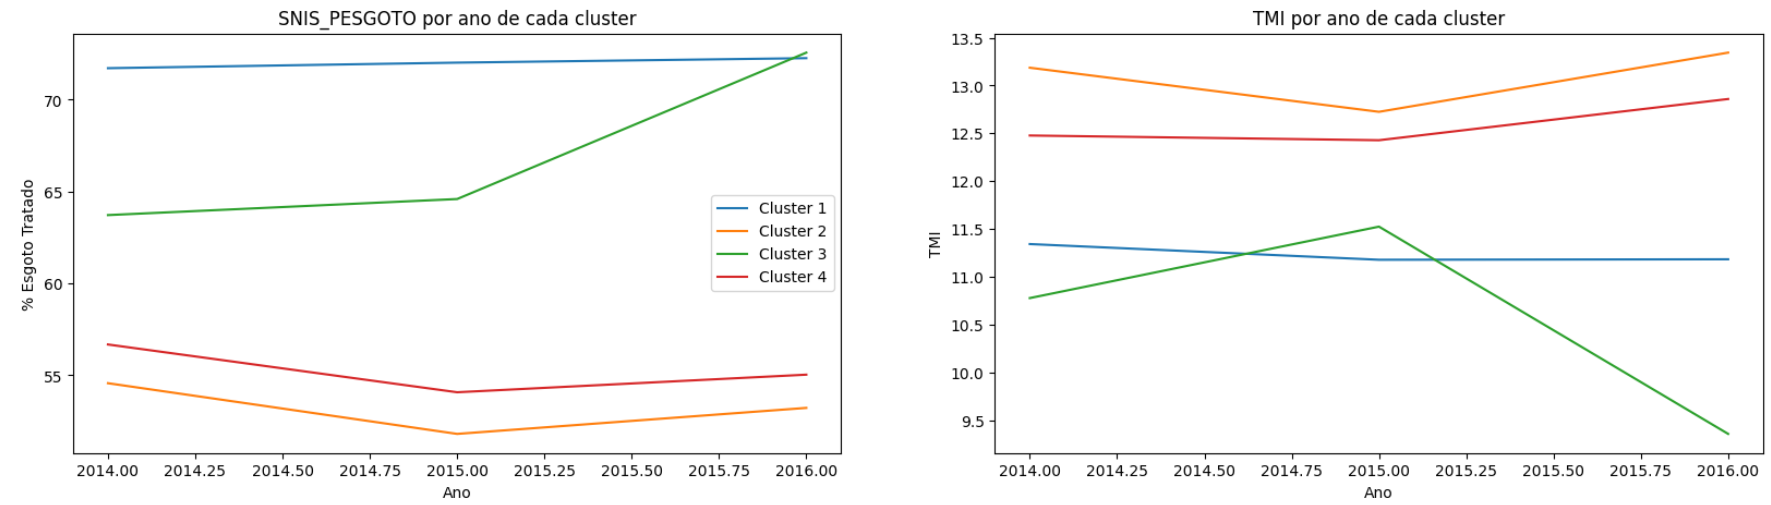 SNIS_PESGOTO por ano de cada cluster
% Esgoto Tratado
70
65
60
55
Cluster 1
Cluster 2
Cluster 3
Cluster 4
2014.00 2014.25 2014.50 2014.75 2015.00 2015.25 2015.50 2015.75 2016.00
Ano
TMI por ano de cada cluster
TMI
13.5
13.0
12.5
12.0
11.5
11.0
10.5
10.0
9.5
2014.00 2014.25 2014.50 2014.75 2015.00 2015.25 2015.50 2015.75 2016.00
Ano